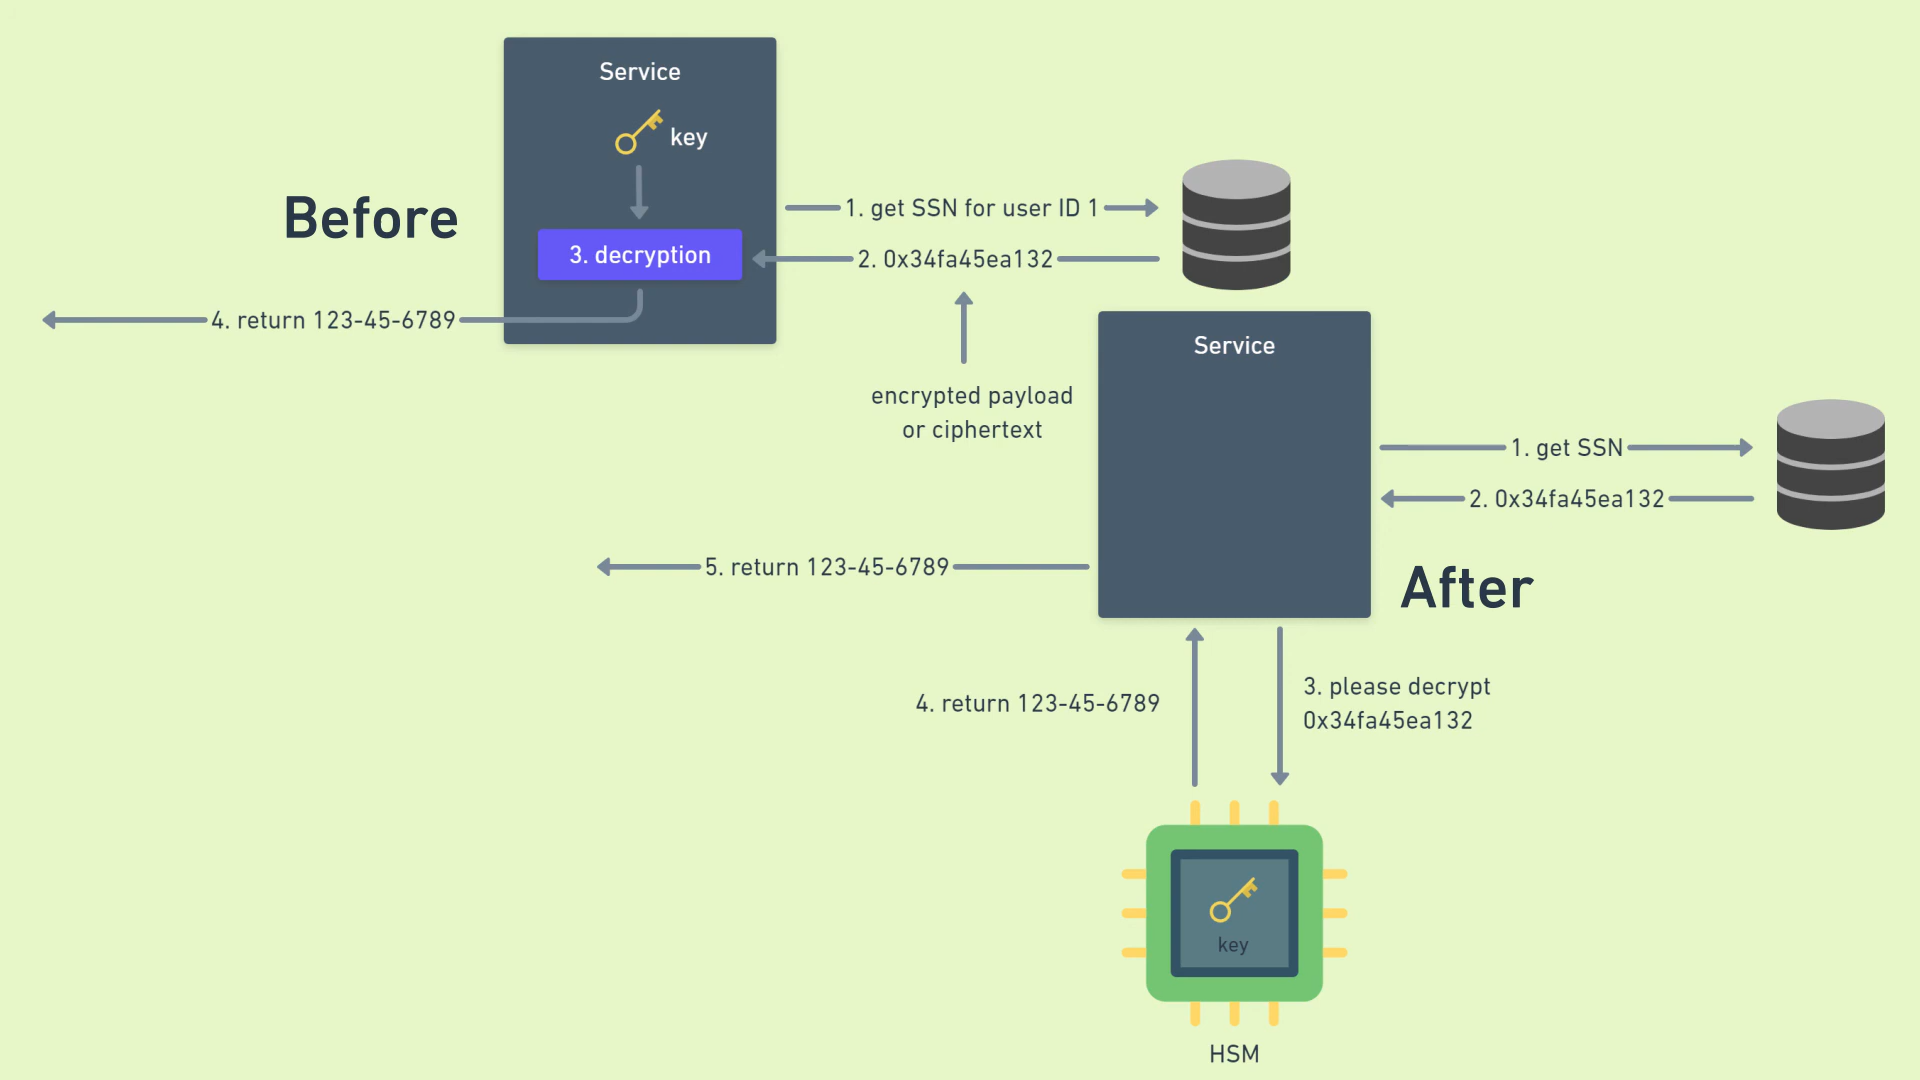 Service
key
Before
1. get SSN for user ID 1
3. decryption
2. 0x34fa45ea132
4. return 123-45-6789
encrypted payload
or ciphertext
Service
1. get SSN
2. 0x34fa45ea132
5. return 123-45-6789
After
4. return 123-45-6789
3. please decrypt
0x34fa45ea132
key
HSM